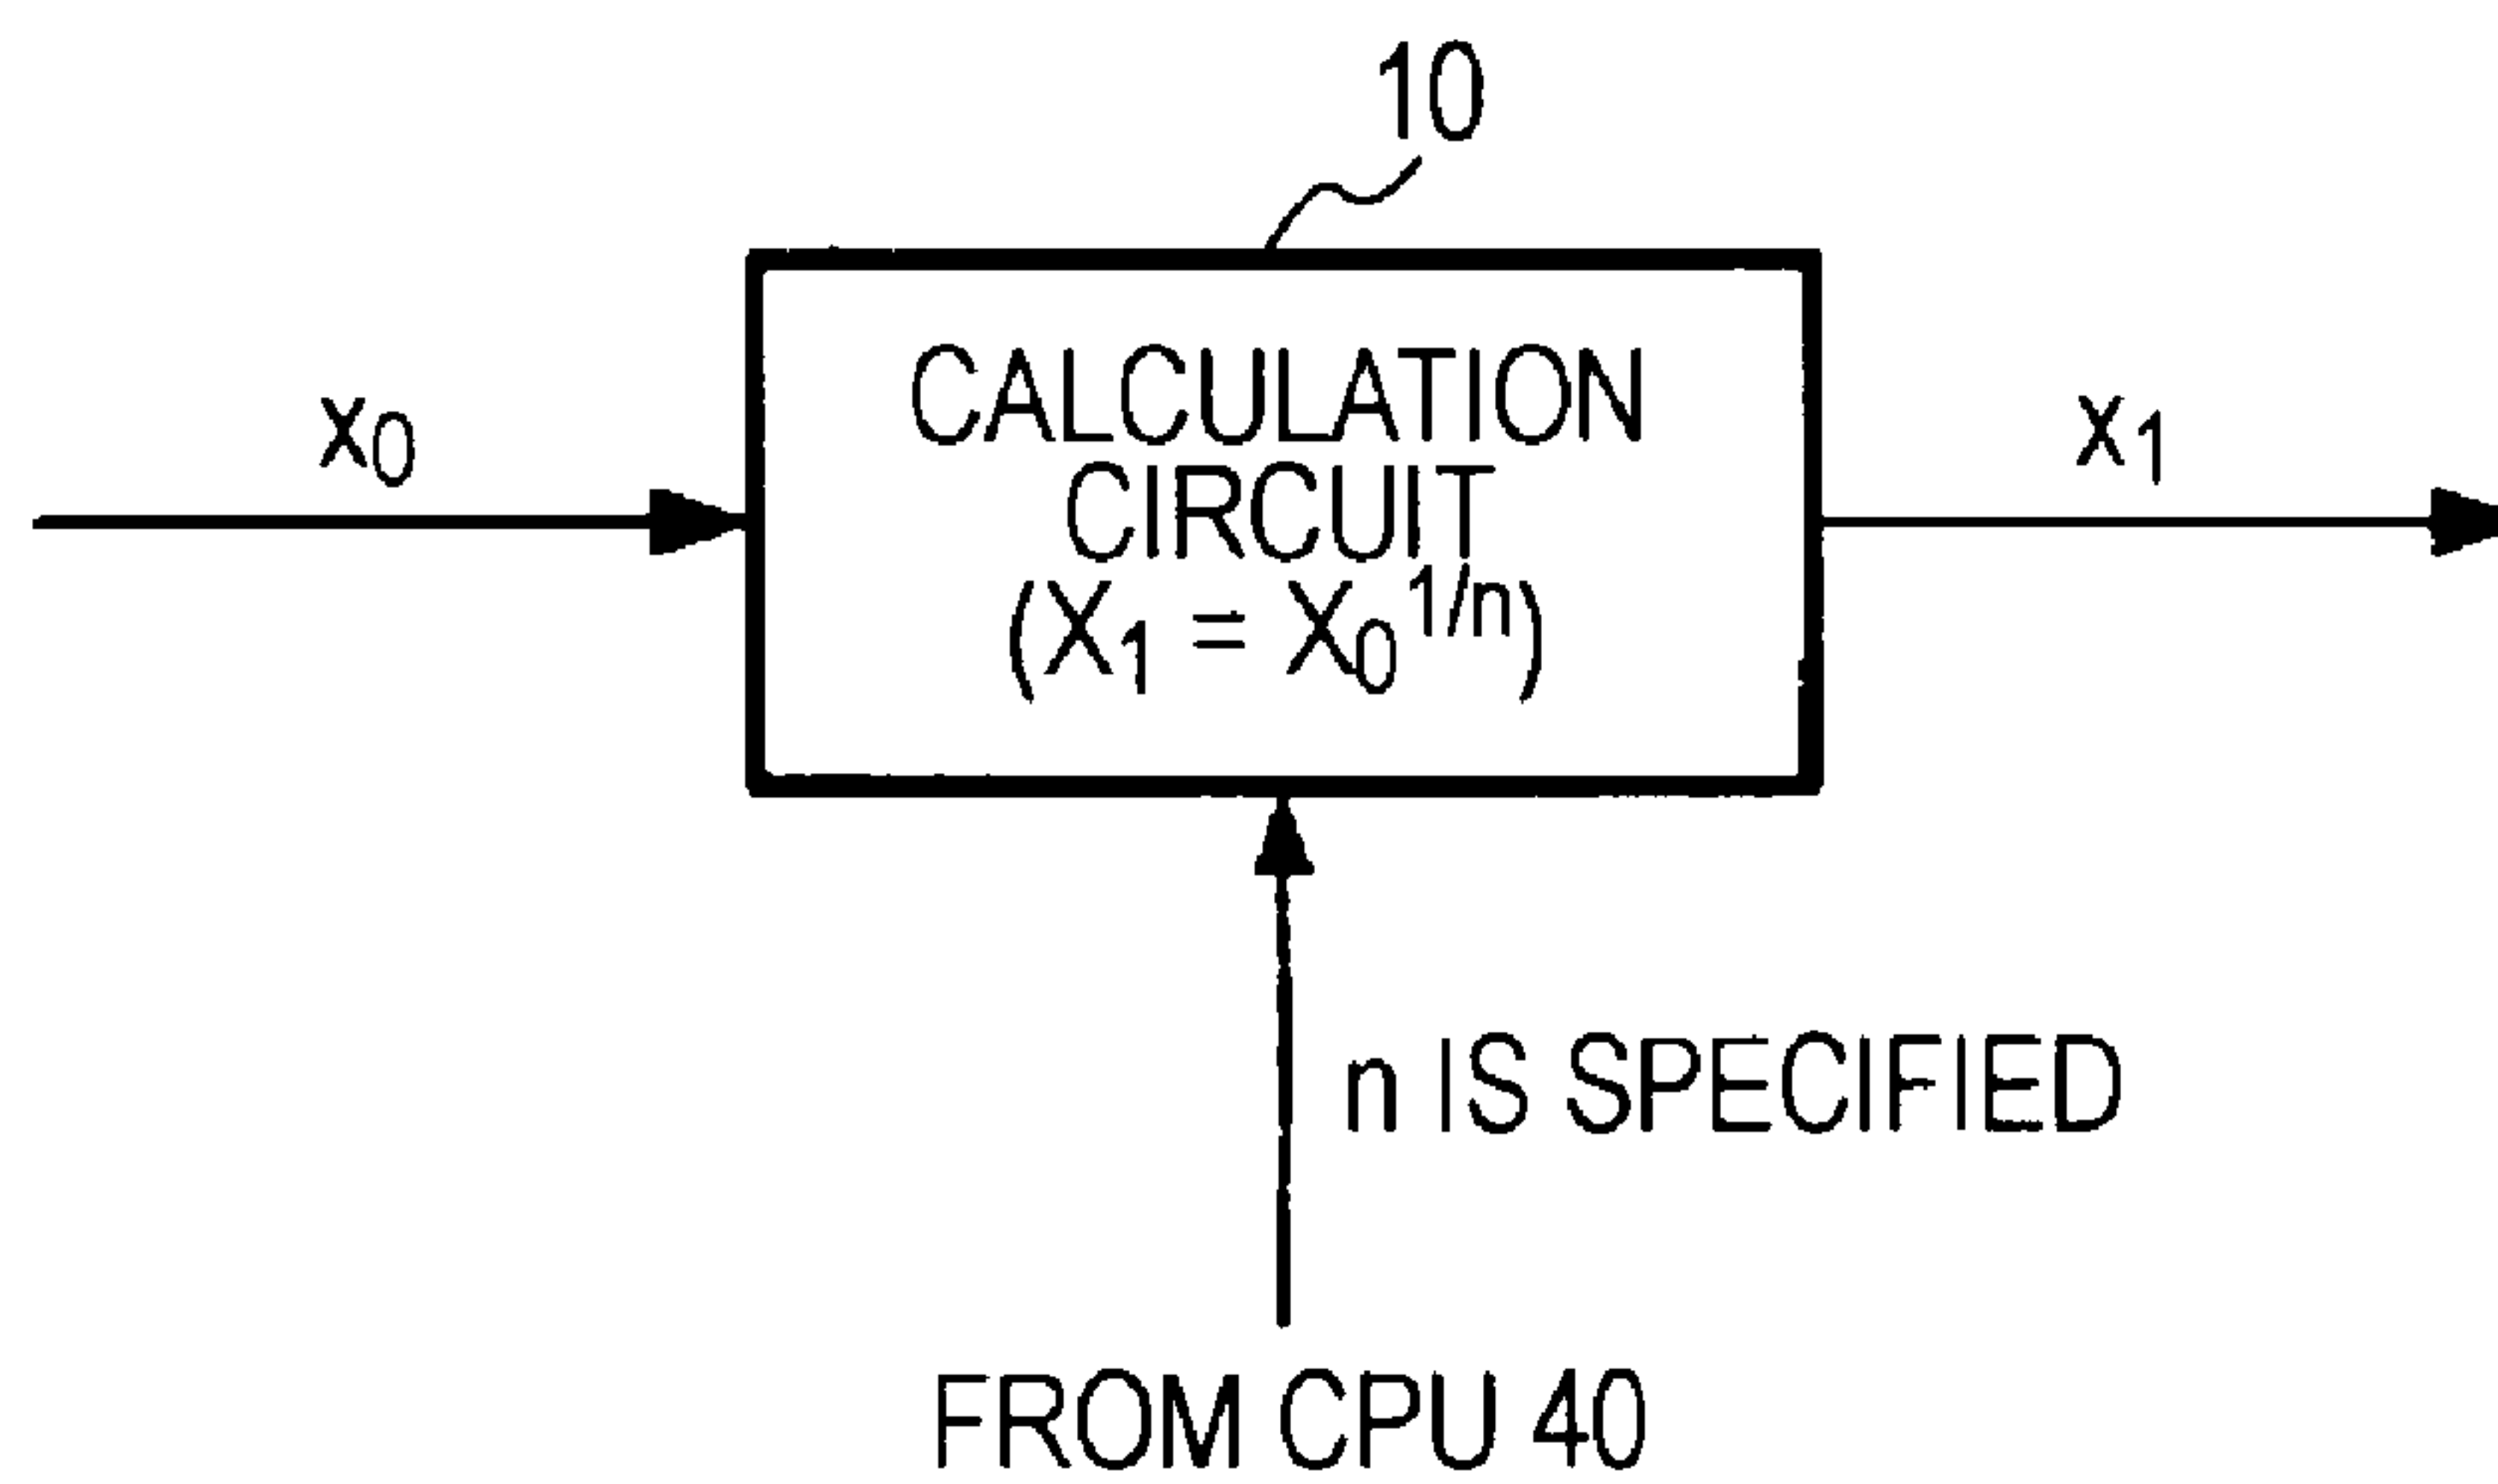 10
x₀
CALCULATION
CIRCUIT
(X₁ = X₀^1/n)
x₁
n IS SPECIFIED
FROM CPU 40